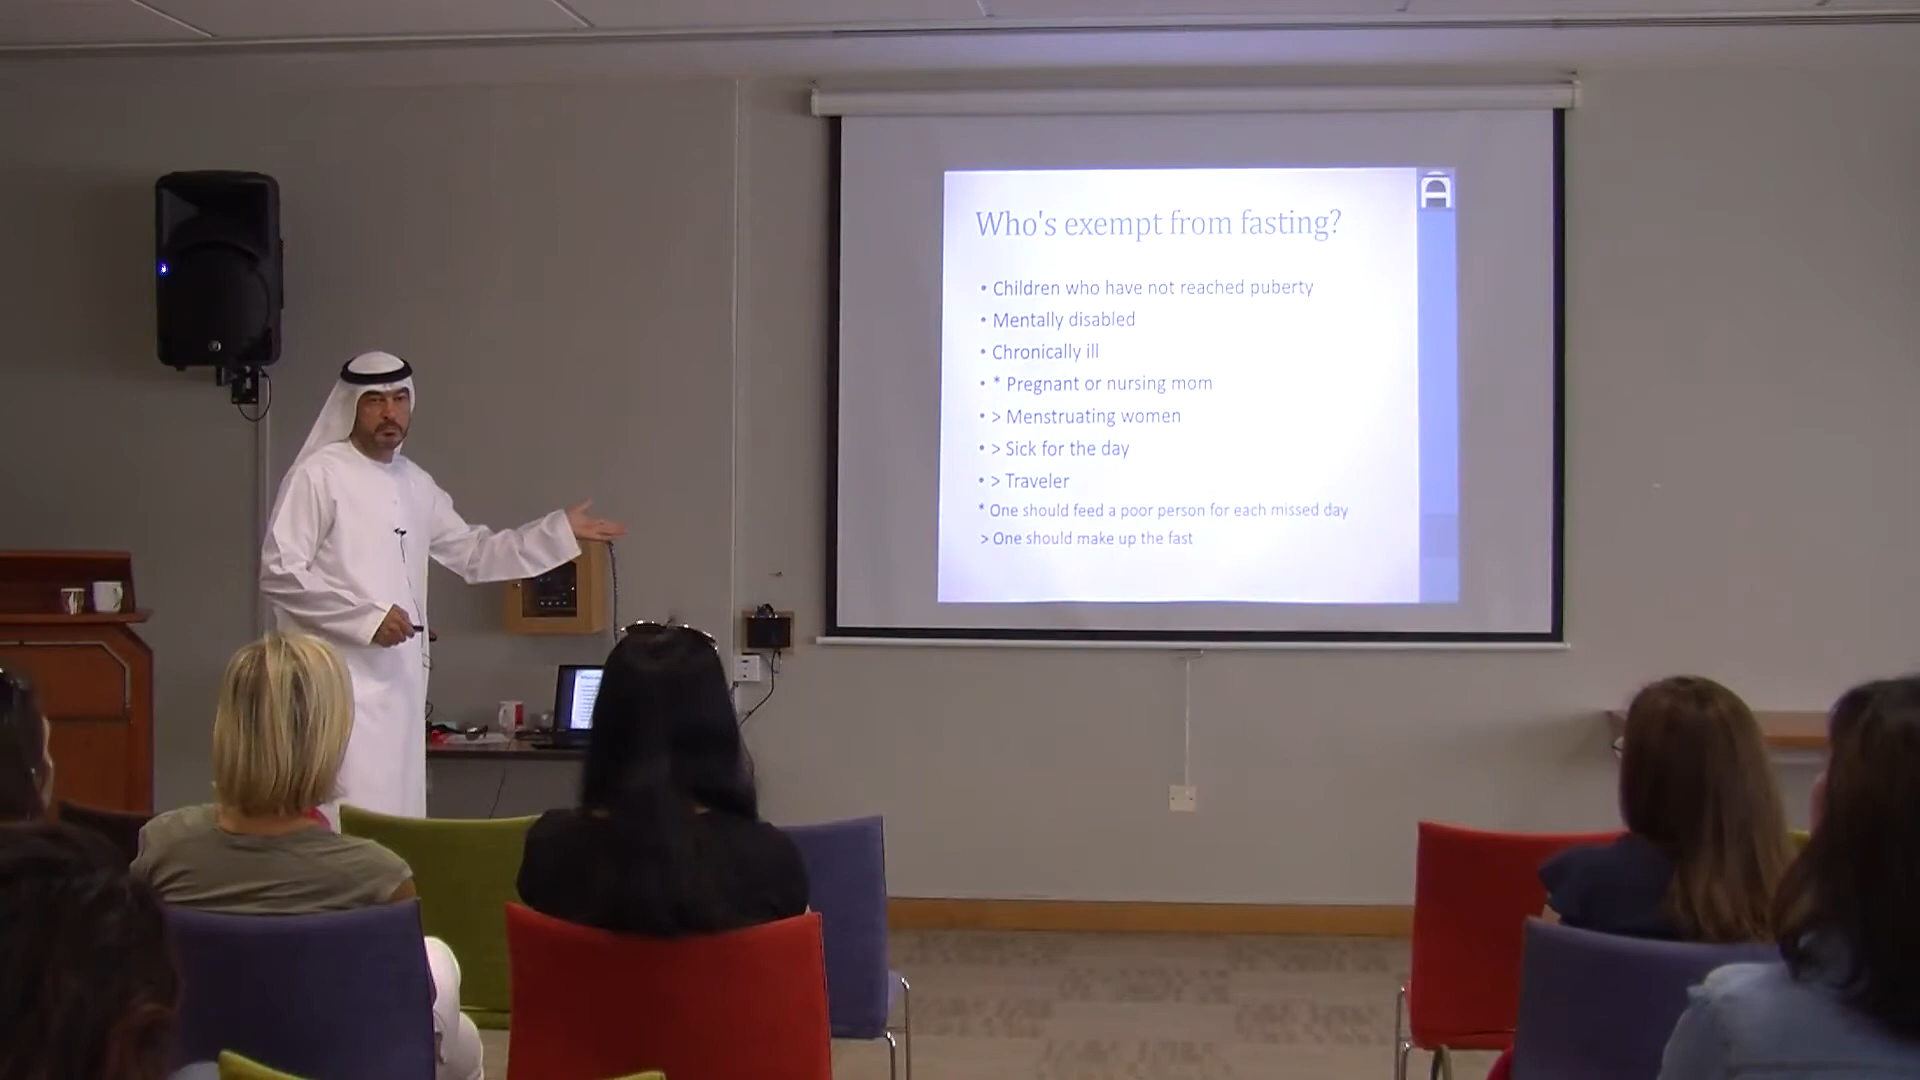 Who's exempt from fasting?
• Children who have not reached puberty
• Mentally disabled
• Chronically ill
• * Pregnant or nursing mom
• > Menstruating women
• > Sick for the day
• > Traveler
* One should feed a poor person for each missed day
> One should make up the fast